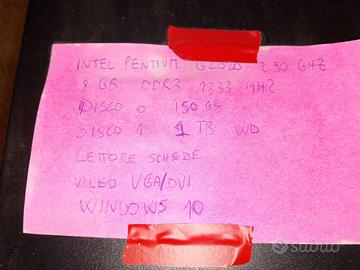 INTEL PENTIUM G2020 2.90 GHZ
8 GB DDR3 1333 MHZ
DISCO 0 150 GB
DISCO 1 1 TB WD
LETTORE SCHEDE
VIDEO VGA/DVI
WINDOWS 10
subito